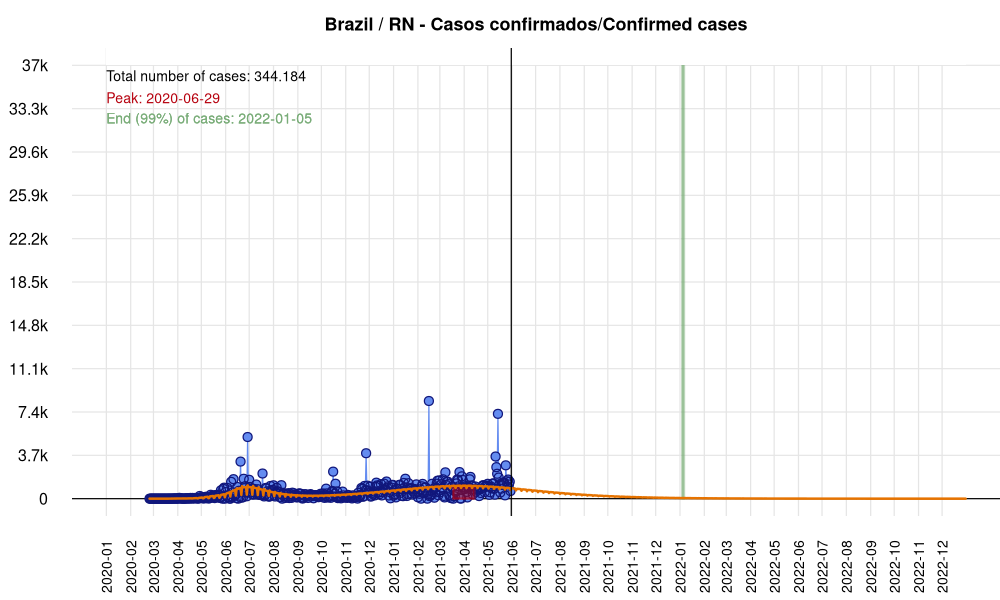 Brazil / RN - Casos confirmados/Confirmed cases
Total number of cases: 344.184
Peak: 2020-06-29
End (99%) of cases: 2022-01-05
37k
33.3k
29.6k
25.9k
22.2k
18.5k
14.8k
11.1k
7.4k
3.7k
0
2020-01
2020-02
2020-03
2020-04
2020-05
2020-06
2020-07
2020-08
2020-09
2020-10
2020-11
2020-12
2021-01
2021-02
2021-03
2021-04
2021-05
2021-06
2021-07
2021-08
2021-09
2021-10
2021-11
2021-12
2022-01
2022-02
2022-03
2022-04
2022-05
2022-06
2022-07
2022-08
2022-09
2022-10
2022-11
2022-12